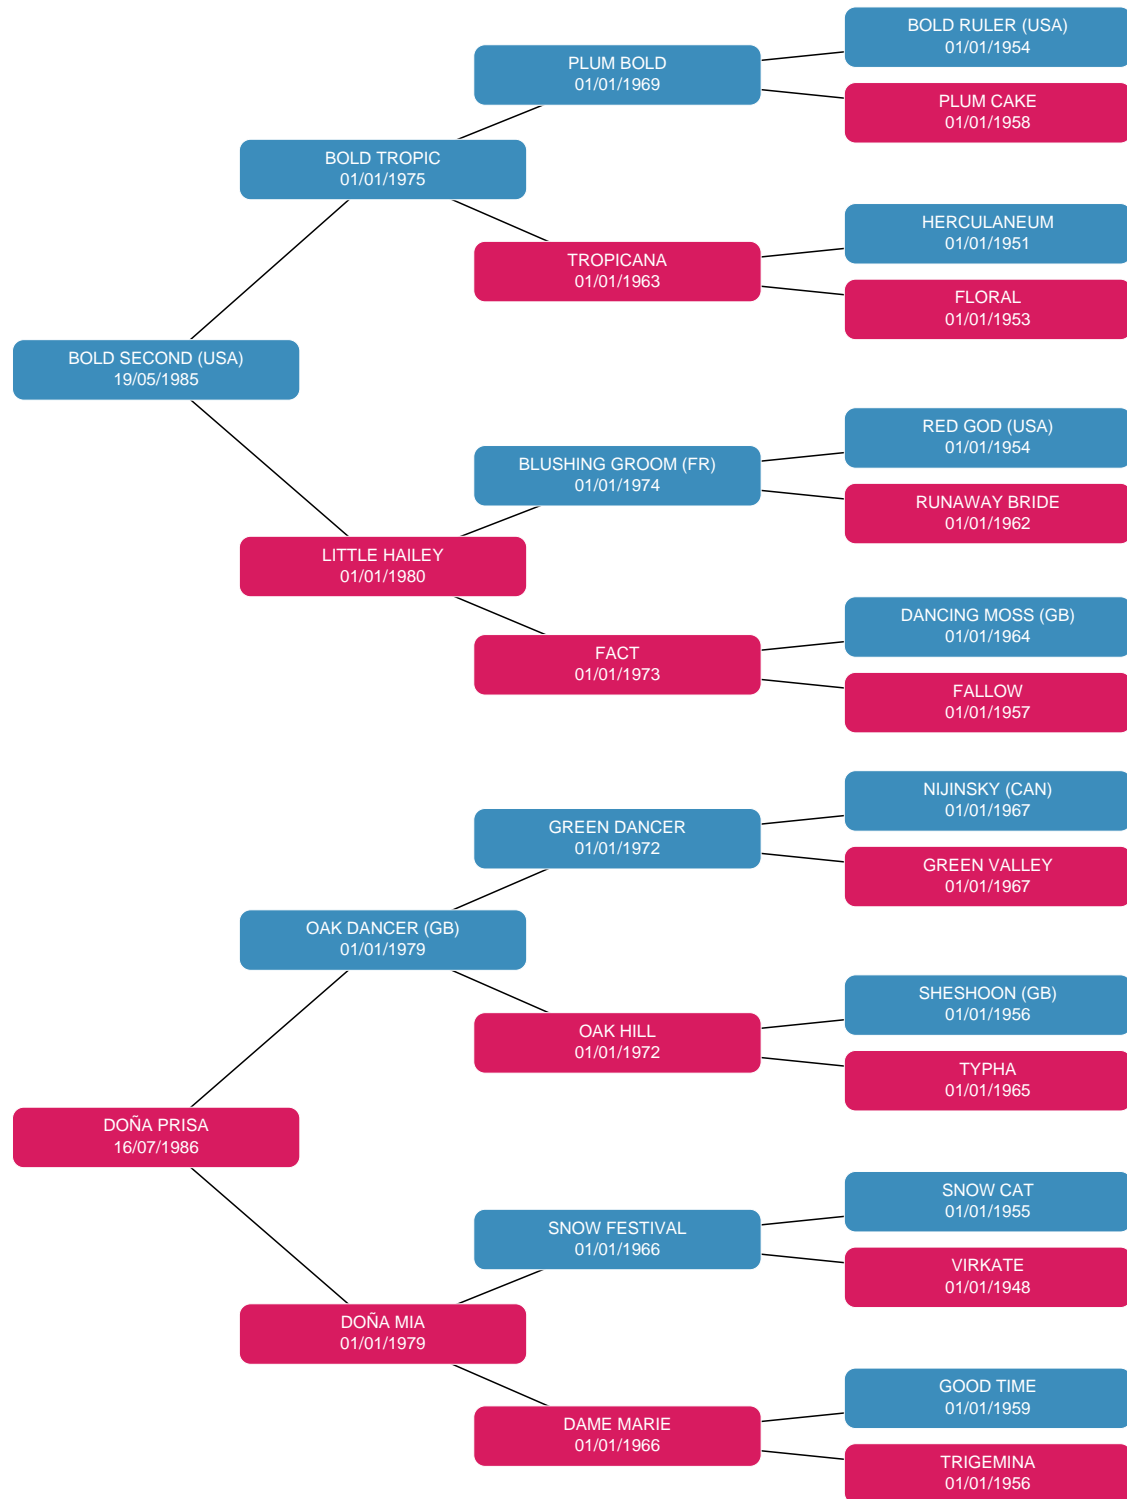 BOLD RULER (USA)
01/01/1954
PLUM BOLD
01/01/1969
PLUM CAKE
01/01/1958
BOLD TROPIC
01/01/1975
HERCULANEUM
01/01/1951
TROPICANA
01/01/1963
FLORAL
01/01/1953
BOLD SECOND (USA)
19/05/1985
RED GOD (USA)
01/01/1954
BLUSHING GROOM (FR)
01/01/1974
RUNAWAY BRIDE
01/01/1962
LITTLE HAILEY
01/01/1980
DANCING MOSS (GB)
01/01/1964
FACT
01/01/1973
FALLOW
01/01/1957
NIJINSKY (CAN)
01/01/1967
GREEN DANCER
01/01/1972
GREEN VALLEY
01/01/1967
OAK DANCER (GB)
01/01/1979
SHESHOON (GB)
01/01/1956
OAK HILL
01/01/1972
TYPHA
01/01/1965
DOÑA PRISA
16/07/1986
SNOW CAT
01/01/1955
SNOW FESTIVAL
01/01/1966
VIRKATE
01/01/1948
DOÑA MIA
01/01/1979
GOOD TIME
01/01/1959
DAME MARIE
01/01/1966
TRIGEMINA
01/01/1956